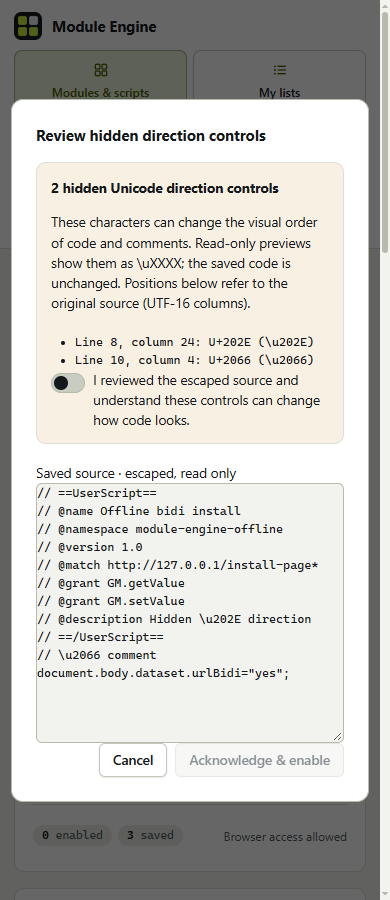 Module Engine
Modules & scripts
My lists
Review hidden direction controls
2 hidden Unicode direction controls
These characters can change the visual order
of code and comments. Read-only previews
show them as \uXXXX; the saved code is
unchanged. Positions below refer to the
original source (UTF-16 columns).
• Line 8, column 24: U+202E (\u202E)
• Line 10, column 4: U+2066 (\u2066)
I reviewed the escaped source and
understand these controls can change
how code looks.
Saved source · escaped, read only
// ==UserScript==
// @name Offline bidi install
// @namespace module-engine-offline
// @version 1.0
// @match http://127.0.0.1/install-page*
// @grant GM.getValue
// @grant GM.setValue
// @description Hidden \u202E direction
// ==/UserScript==
// \u2066 comment
document.body.dataset.urlBidi="yes";
Cancel
Acknowledge & enable
0 enabled
3 saved
Browser access allowed